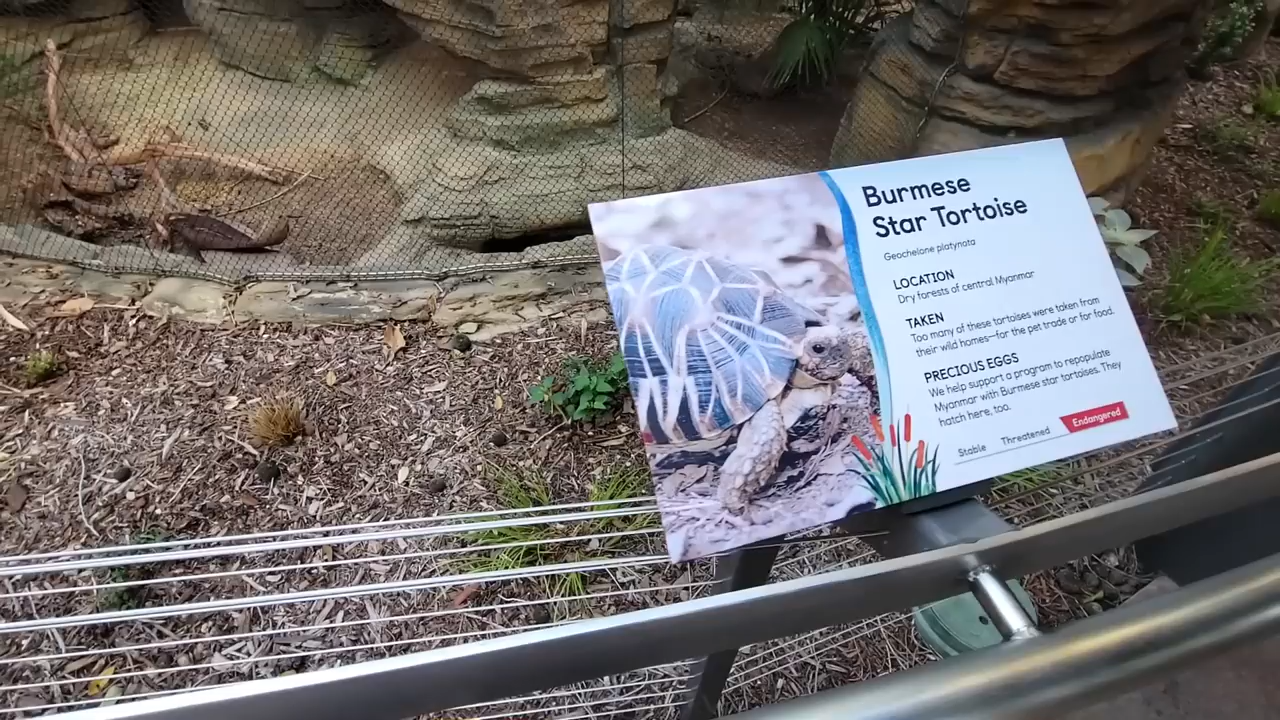 Burmese
Star Tortoise
Geochelone platynota
LOCATION
Dry forests of central Myanmar
TAKEN
Too many of these tortoises were taken from
their wild homes—for the pet trade or for food.
PRECIOUS EGGS
We help support a program to repopulate
Myanmar with Burmese star tortoises. They
hatch here, too.
Stable Threatened Endangered